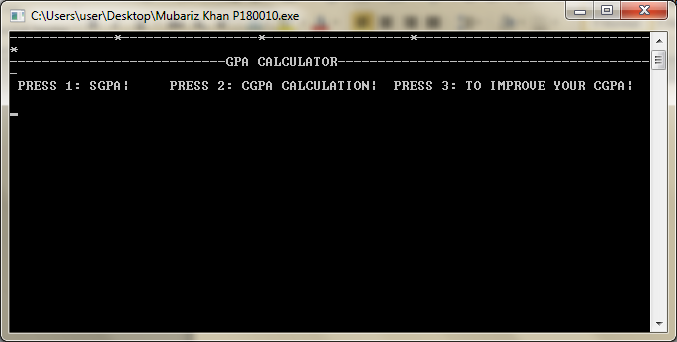 C:\Users\user\Desktop\Mubariz Khan P180010.exe
-------------*-----------------*------------------*-----------------------------
*
---------------------------GPA CALCULATOR---------------------------------------
-
PRESS 1: SGPA¦ PRESS 2: CGPA CALCULATION¦ PRESS 3: TO IMPROVE YOUR CGPA¦